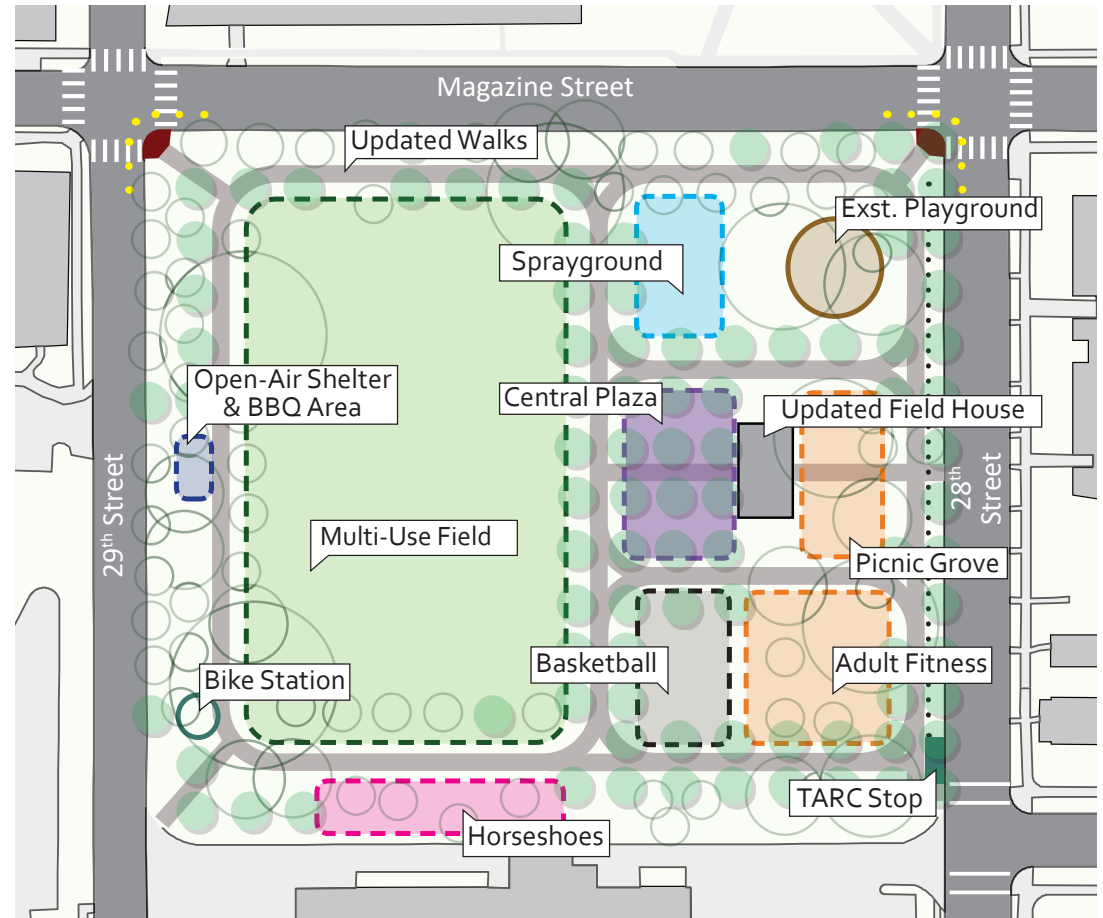 Magazine Street
Updated Walks
Exst. Playground
Sprayground
Open-Air Shelter
& BBQ Area
Central Plaza
Updated Field House
29th Street
28th
Street
Multi-Use Field
Picnic Grove
Basketball
Adult Fitness
Bike Station
TARC Stop
Horseshoes